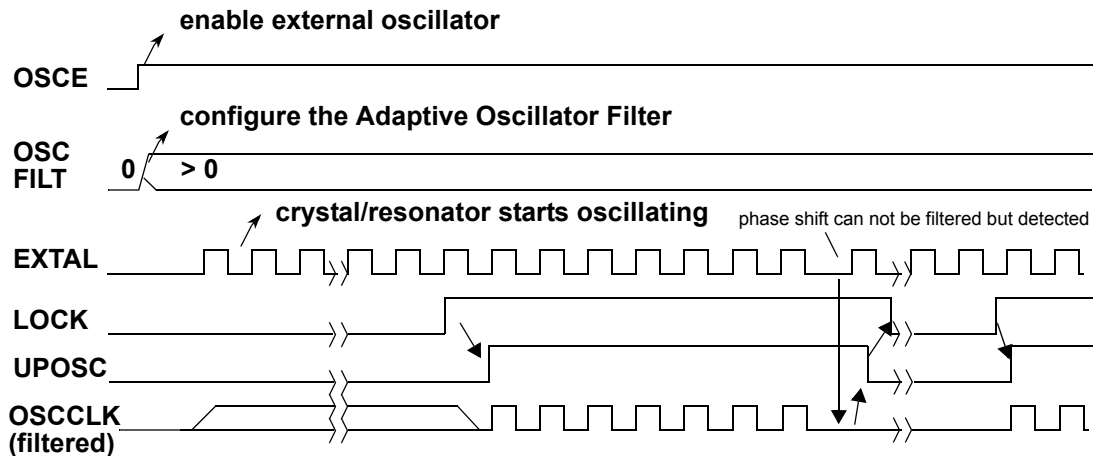 enable external oscillator
OSCE
configure the Adaptive Oscillator Filter
OSC
FILT
0 > 0
crystal/resonator starts oscillating
phase shift can not be filtered but detected
EXTAL
LOCK
UPOSC
OSCCLK
(filtered)